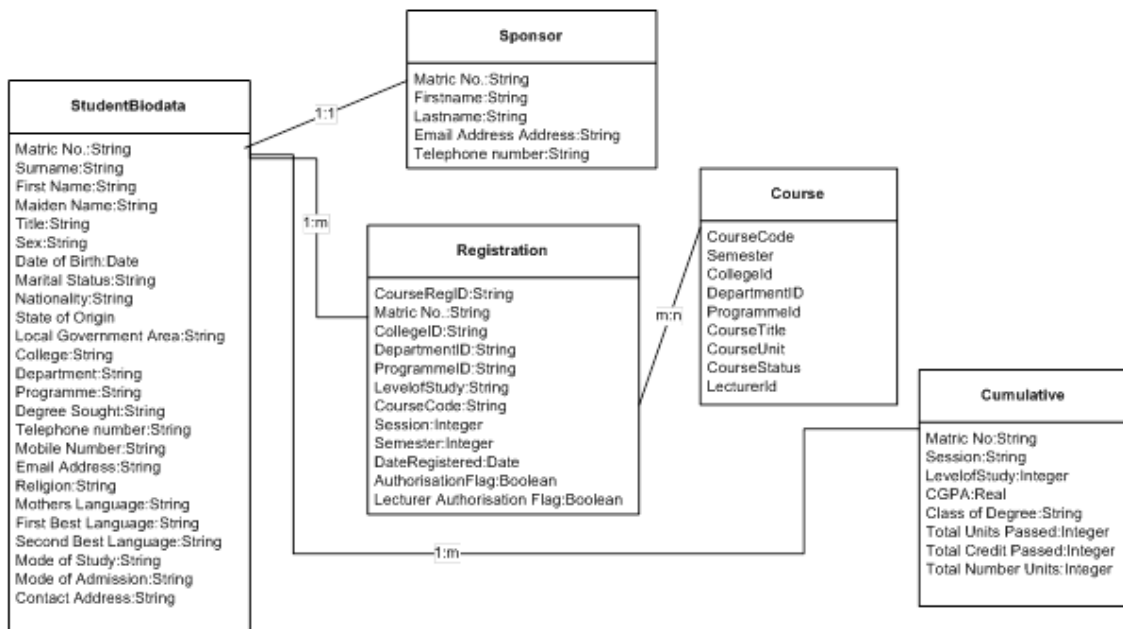 Sponsor
Matric No.:String
Firstname:String
Lastname:String
Email Address Address:String
Telephone number:String
StudentBiodata
Matric No.:String
Surname:String
First Name:String
Maiden Name:String
Title:String
Sex:String
Date of Birth:Date
Marital Status:String
Nationality:String
State of Origin
Local Government Area:String
College:String
Department:String
Programme:String
Degree Sought:String
Telephone number:String
Mobile Number:String
Email Address:String
Religion:String
Mothers Language:String
First Best Language:String
Second Best Language:String
Mode of Study:String
Mode of Admission:String
Contact Address:String
1:1
1:m
Registration
CourseRegID:String
Matric No.:String
CollegeID:String
DepartmentID:String
ProgrammeID:String
LevelofStudy:String
CourseCode:String
Session:Integer
Semester:Integer
DateRegistered:Date
AuthorisationFlag:Boolean
Lecturer Authorisation Flag:Boolean
m:n
Course
CourseCode
Semester
CollegeId
DepartmentID
ProgrammeId
CourseTitle
CourseUnit
CourseStatus
LecturerId
1:m
Cumulative
Matric No:String
Session:String
LevelofStudy:Integer
CGPA:Real
Class of Degree:String
Total Units Passed:Integer
Total Credit Passed:Integer
Total Number Units:Integer